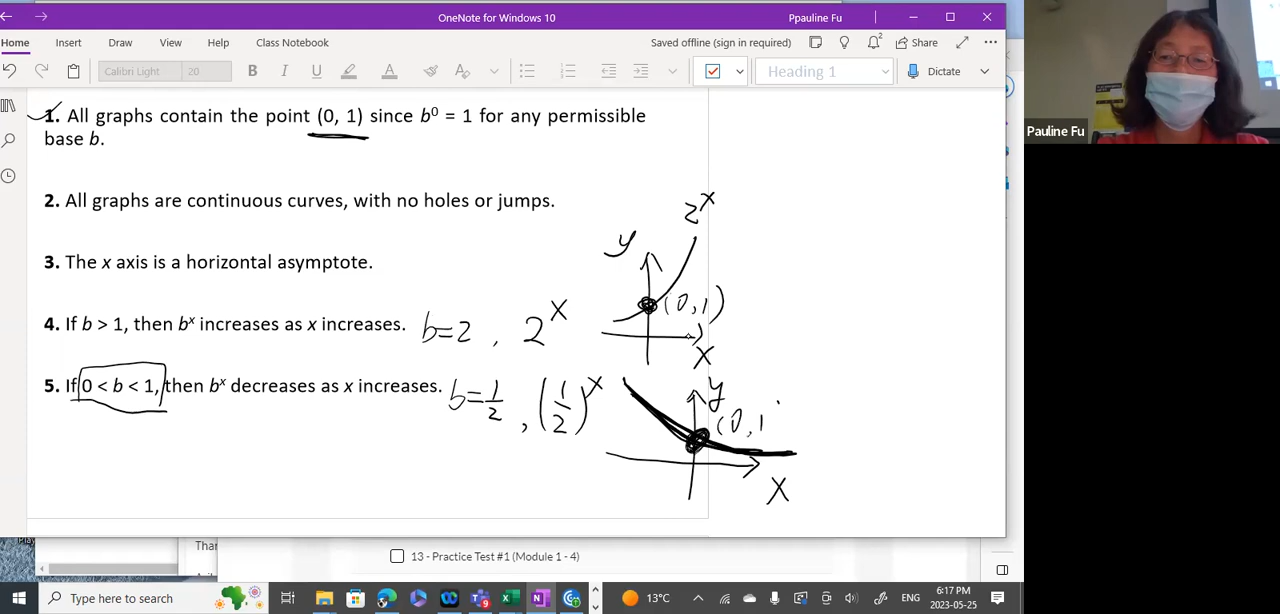 OneNote for Windows 10
Ppauline Fu
Home Insert Draw View Help Class Notebook
Saved offline (sign in required)
Share
Calibri Light 20
B I U A
Heading 1
Dictate
1. All graphs contain the point (0, 1) since b⁰ = 1 for any permissible
base b.
2. All graphs are continuous curves, with no holes or jumps.
2^x
y
3. The x axis is a horizontal asymptote.
(0,1)
4. If b > 1, then bˣ increases as x increases. b=2, 2^x
x
5. If 0 < b < 1, then bˣ decreases as x increases. b=1/2, (1/2)^x
y
(0,1
x
Pauline Fu
13 - Practice Test #1 (Module 1 - 4)
Type here to search
13°C
ENG
6:17 PM
2023-05-25